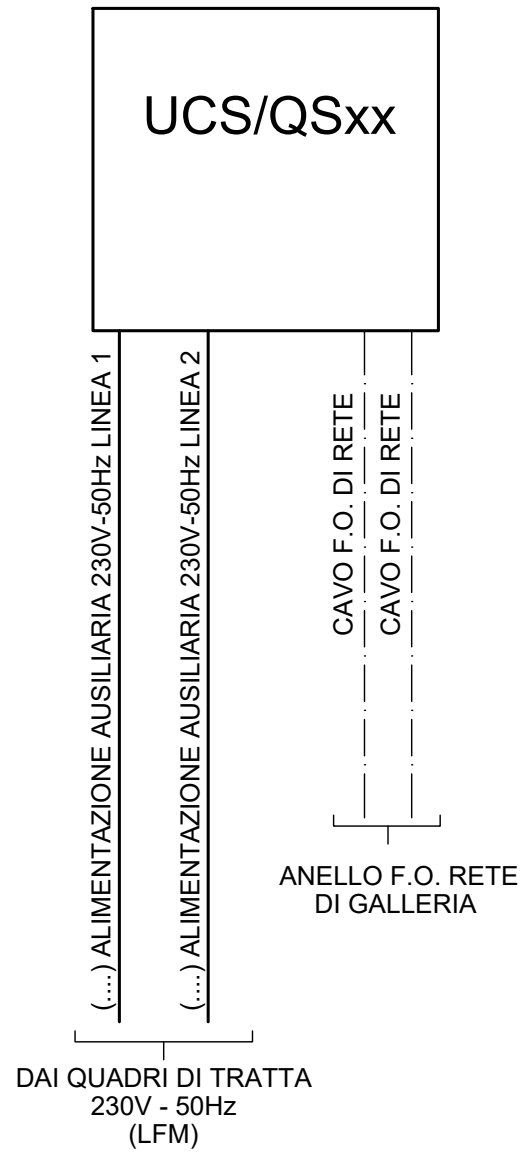 UCS/QSxx
(....) ALIMENTAZIONE AUSILIARIA 230V-50Hz LINEA 1
(....) ALIMENTAZIONE AUSILIARIA 230V-50Hz LINEA 2
CAVO F.O. DI RETE
CAVO F.O. DI RETE
ANELLO F.O. RETE
DI GALLERIA
DAI QUADRI DI TRATTA
230V - 50Hz
(LFM)